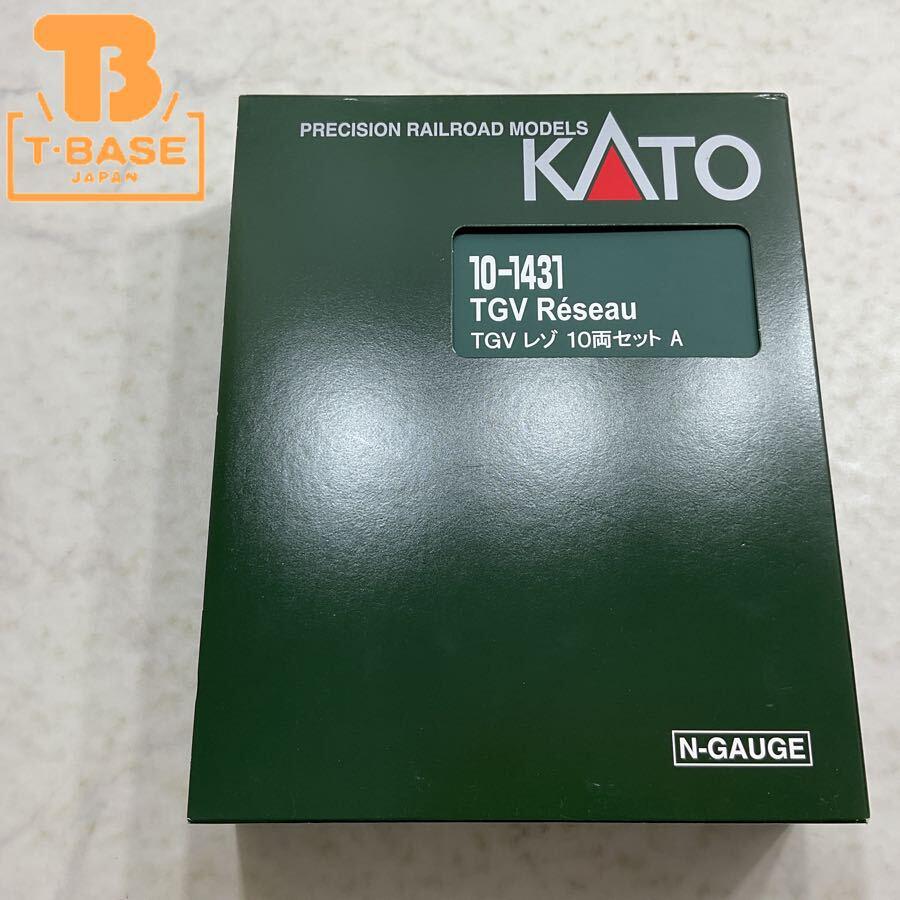 TB
T·BASE
JAPAN
PRECISION RAILROAD MODELS
KATO
10-1431
TGV Réseau
TGV レゾ 10両セット A
N-GAUGE